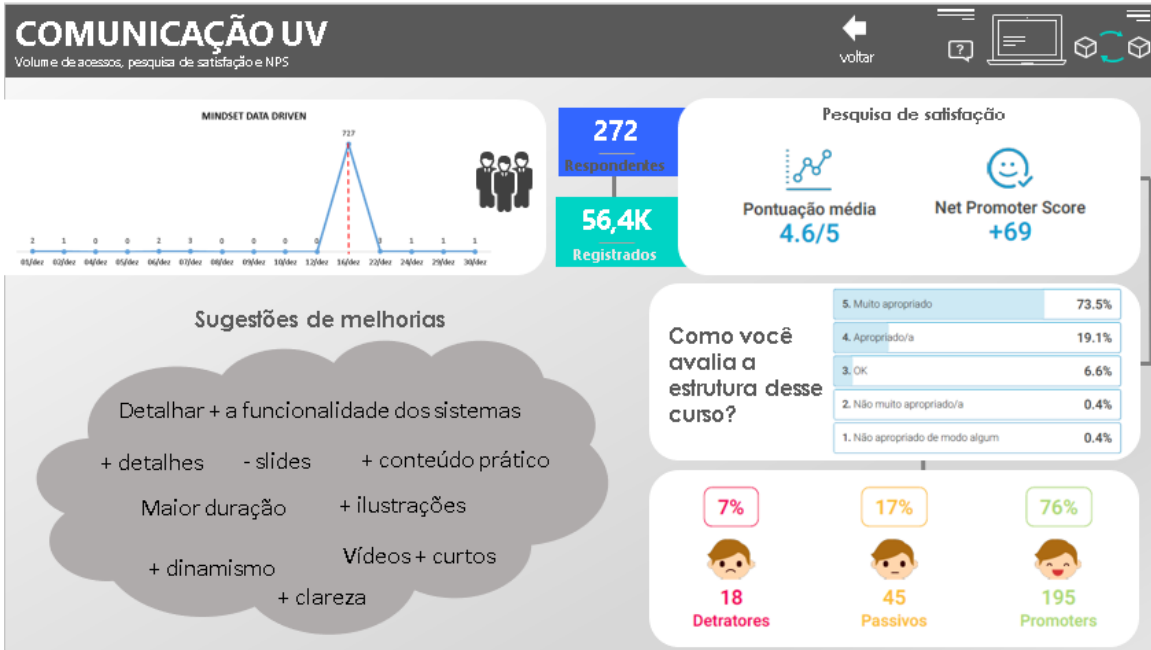 COMUNICAÇÃO UV
Volume de acessos, pesquisa de satisfação e NPS
voltar
?
MINDSET DATA DRIVEN
727
2 1 0 0 2 3 0 0 0 0 3 1 1 1
01/dez 02/dez 04/dez 05/dez 06/dez 07/dez 08/dez 09/dez 10/dez 12/dez 16/dez 22/dez 24/dez 29/dez 30/dez
272
Respondentes
56,4K
Registrados
Pesquisa de satisfação
Pontuação média
4.6/5
Net Promoter Score
+69
Sugestões de melhorias
Detalhar + a funcionalidade dos sistemas
+ detalhes
- slides
+ conteúdo prático
Maior duração
+ ilustrações
+ dinamismo
Vídeos + curtos
+ clareza
Como você
avalia a
estrutura desse
curso?
5. Muito apropriado 73.5%
4. Apropriado/a 19.1%
3. OK 6.6%
2. Não muito apropriado/a 0.4%
1. Não apropriado de modo algum 0.4%
7%
18
Detratores
17%
45
Passivos
76%
195
Promoters